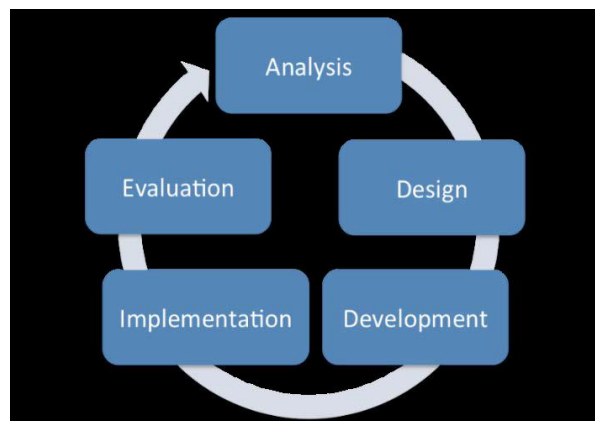 Analysis
Design
Development
Implementation
Evaluation